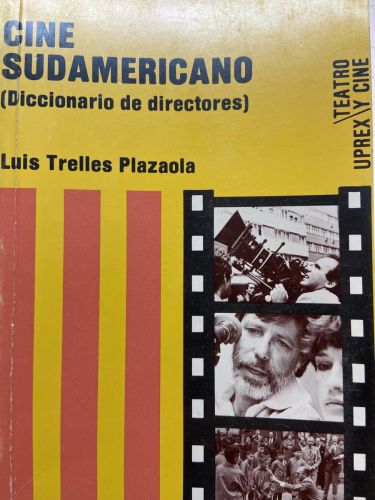 CINE
SUDAMERICANO
(Diccionario de directores)
Luis Trelles Plazaola
UPREX\TEATRO
\Y CINE